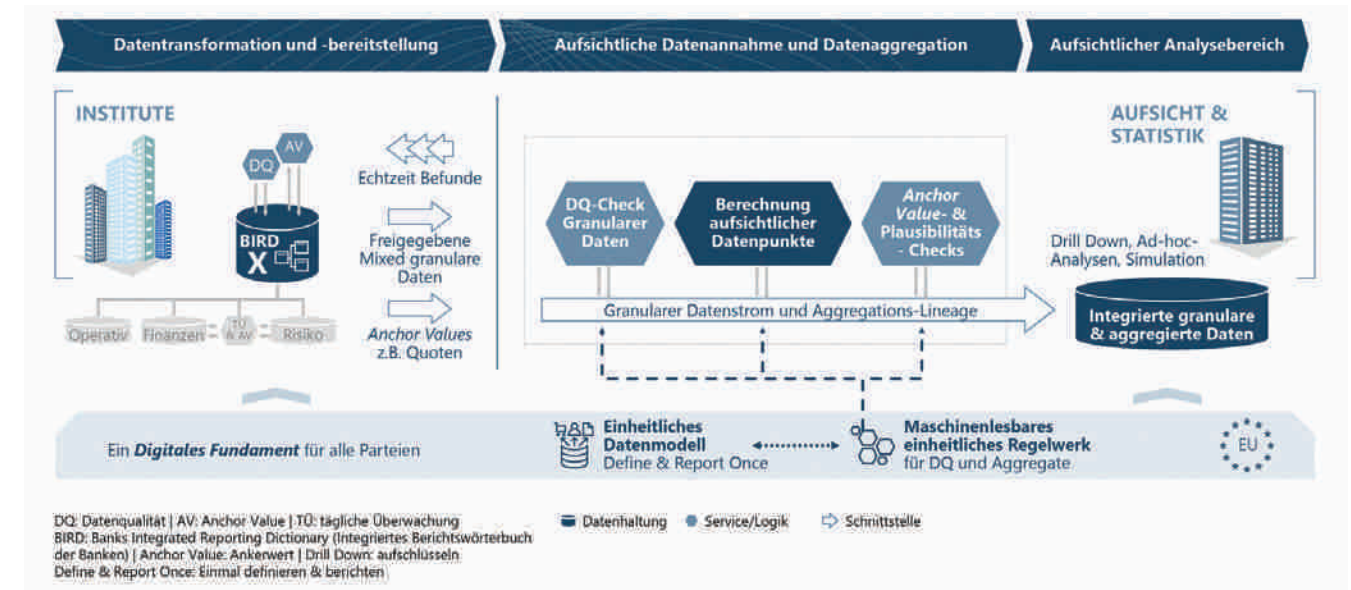 Datentransformation und -bereitstellung
Aufsichtliche Datenannahme und Datenaggregation
Aufsichtlicher Analysebereich
INSTITUTE
DQ
AV
BIRD
X
Operativ
Finanzen
TÜ
& AV
Risiko
Echtzeit Befunde
Freigegebene
Mixed granulare
Daten
Anchor Values
z.B. Quoten
DQ-Check
Granularer
Daten
Berechnung
aufsichtlicher
Datenpunkte
Anchor
Value- &
Plausibilitäts
- Checks
Granularer Datenstrom und Aggregations-Lineage
AUFSICHT &
STATISTIK
Drill Down, Ad-hoc-
Analysen, Simulation
Integrierte granulare
& aggregierte Daten
Ein Digitales Fundament für alle Parteien
Einheitliches
Datenmodell
Define & Report Once
Maschinenlesbares
einheitliches Regelwerk
für DQ und Aggregate
EU
DQ: Datenqualität | AV: Anchor Value | TÜ: tägliche Überwachung
BIRD: Banks Integrated Reporting Dictionary (Integriertes Berichtswörterbuch
der Banken) | Anchor Value: Ankerwert | Drill Down: aufschlüsseln
Define & Report Once: Einmal definieren & berichten
Datenhaltung
Service/Logik
Schnittstelle